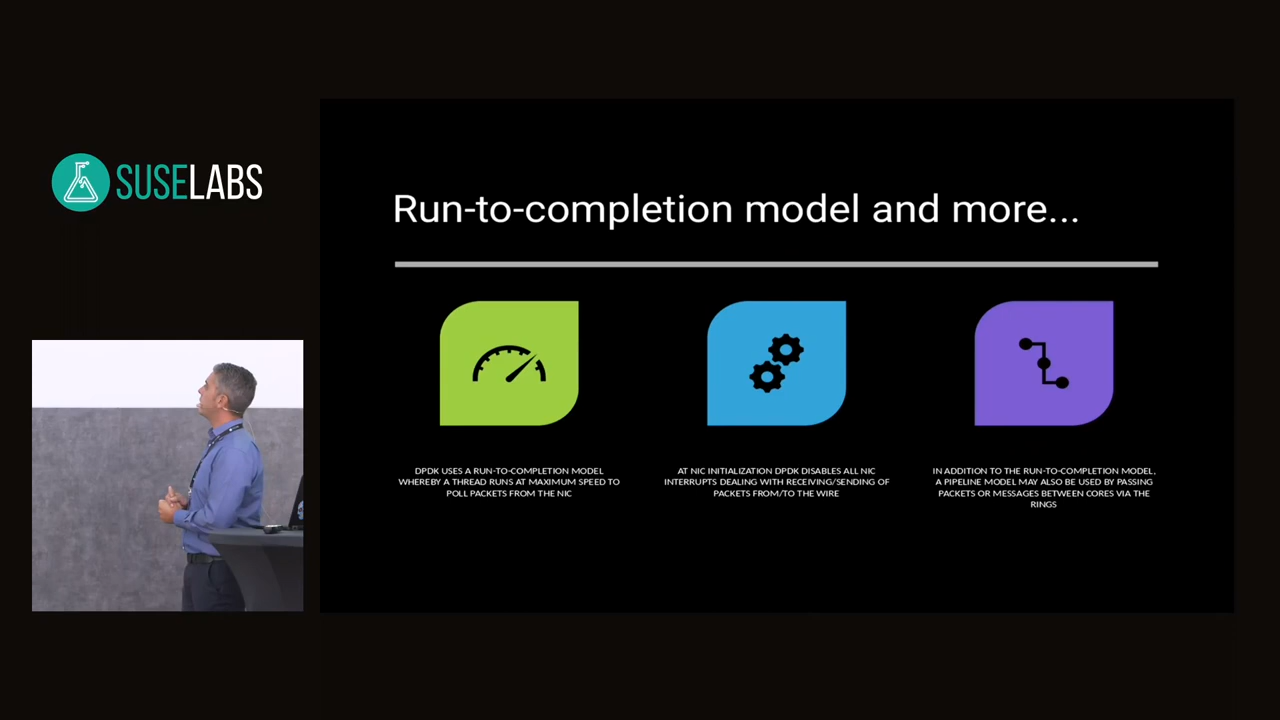 SUSELABS
Run-to-completion model and more...
DPDK USES A RUN-TO-COMPLETION MODEL
WHEREBY A THREAD RUNS AT MAXIMUM SPEED TO
POLL PACKETS FROM THE NIC
AT NIC INITIALIZATION DPDK DISABLES ALL NIC
INTERRUPTS DEALING WITH RECEIVING/SENDING OF
PACKETS FROM/TO THE WIRE
IN ADDITION TO THE RUN-TO-COMPLETION MODEL,
A PIPELINE MODEL MAY ALSO BE USED BY PASSING
PACKETS OR MESSAGES BETWEEN CORES VIA THE
RINGS